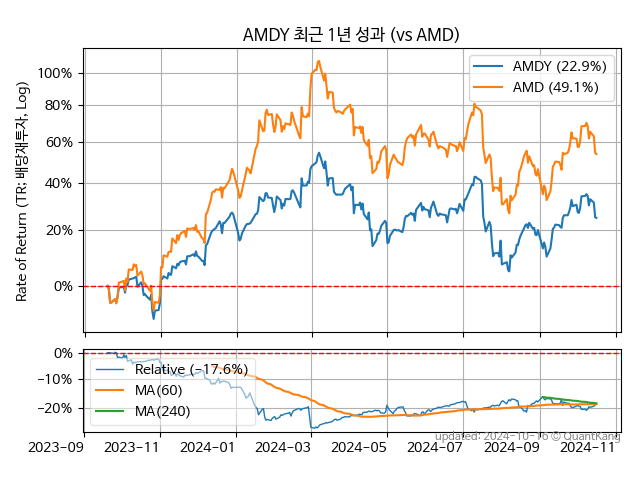 AMDY 최근 1년 성과 (vs AMD)
Rate of Return (TR: 배당재투자, Log)
100%
80%
60%
40%
20%
0%
AMDY (22.9%)
AMD (49.1%)
0%
−10%
−20%
Relative (−17.6%)
MA(60)
MA(240)
updated: 2024-10-16 © QuantKang
2023−09 2023−11 2024−01 2024−03 2024−05 2024−07 2024−09 2024−11